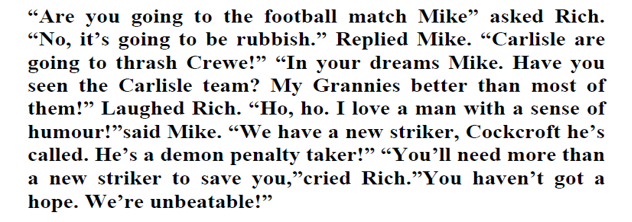 “Are you going to the football match Mike” asked Rich.
“No, it’s going to be rubbish.” Replied Mike. “Carlisle are
going to thrash Crewe!” “In your dreams Mike. Have you
seen the Carlisle team? My Grannies better than most of
them!” Laughed Rich. “Ho, ho. I love a man with a sense of
humour!”said Mike. “We have a new striker, Cockcroft he’s
called. He’s a demon penalty taker!” “You’ll need more than
a new striker to save you,”cried Rich.”You haven’t got a
hope. We’re unbeatable!”